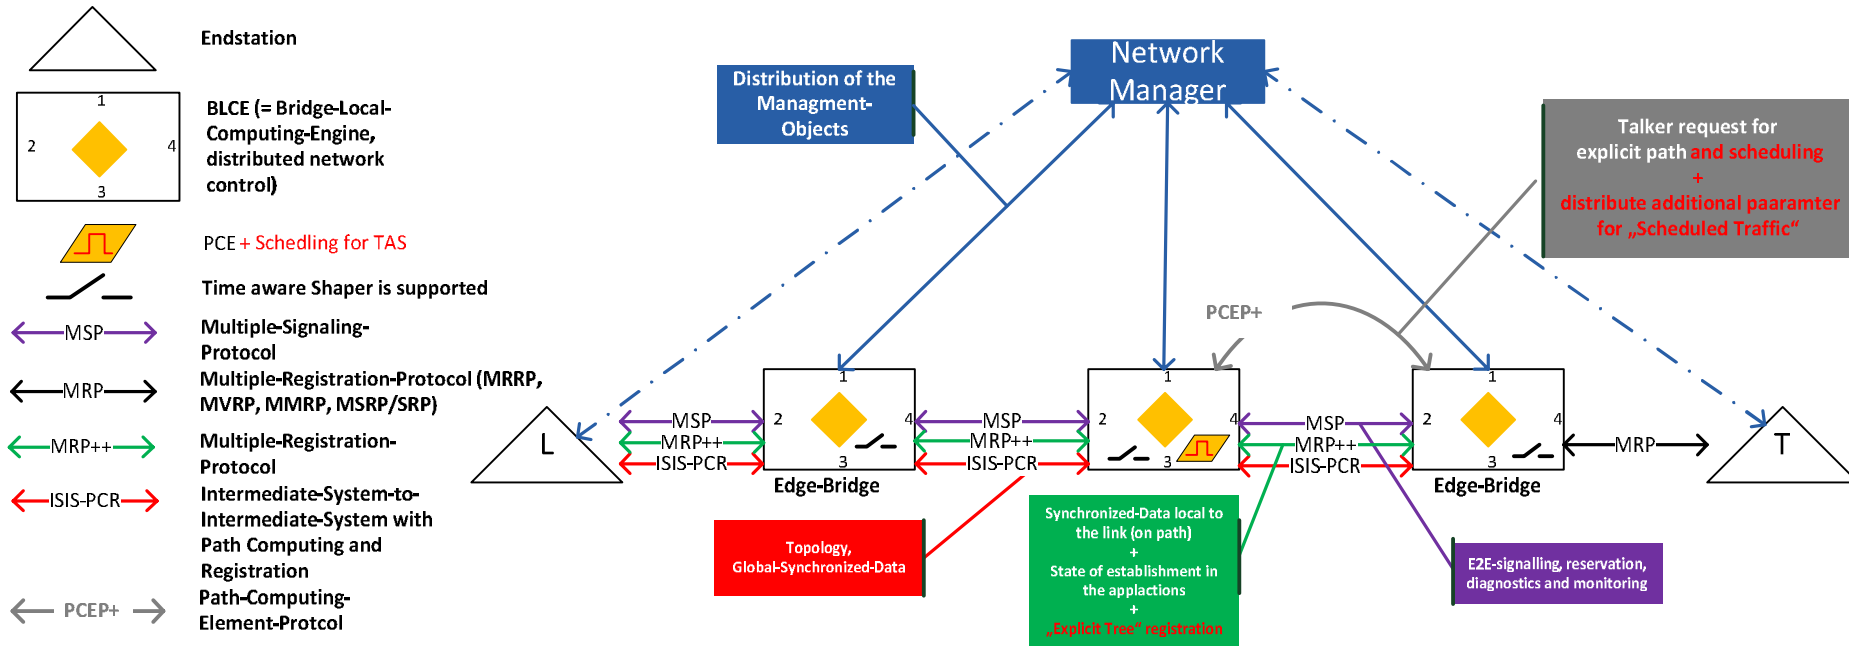 Endstation
1
2
4
3
BLCE (= Bridge-Local-
Computing-Engine,
distributed network
control)
PCE + Schedling for TAS
Time aware Shaper is supported
MSP
Multiple-Signaling-
Protocol
MRP
Multiple-Registration-Protocol (MRRP,
MVRP, MMRP, MSRP/SRP)
MRP++
Multiple-Registration-
Protocol
ISIS-PCR
Intermediate-System-to-
Intermediate-System with
Path Computing and
Registration
PCEP+
Path-Computing-
Element-Protcol
Network
Manager
Distribution of the
Managment-
Objects
Talker request for
explicit path and scheduling
+
distribute additional paaramter
for „Scheduled Traffic“
PCEP+
L
MSP
MRP++
ISIS-PCR
1
2
4
3
Edge-Bridge
MSP
MRP++
ISIS-PCR
1
2
4
3
MSP
MRP++
ISIS-PCR
1
2
4
3
Edge-Bridge
MRP
T
Topology,
Global-Synchronized-Data
Synchronized-Data local to
the link (on path)
+
State of establishment in
the applactions
+
„Explicit Tree“ registration
E2E-signalling, reservation,
diagnostics and monitoring